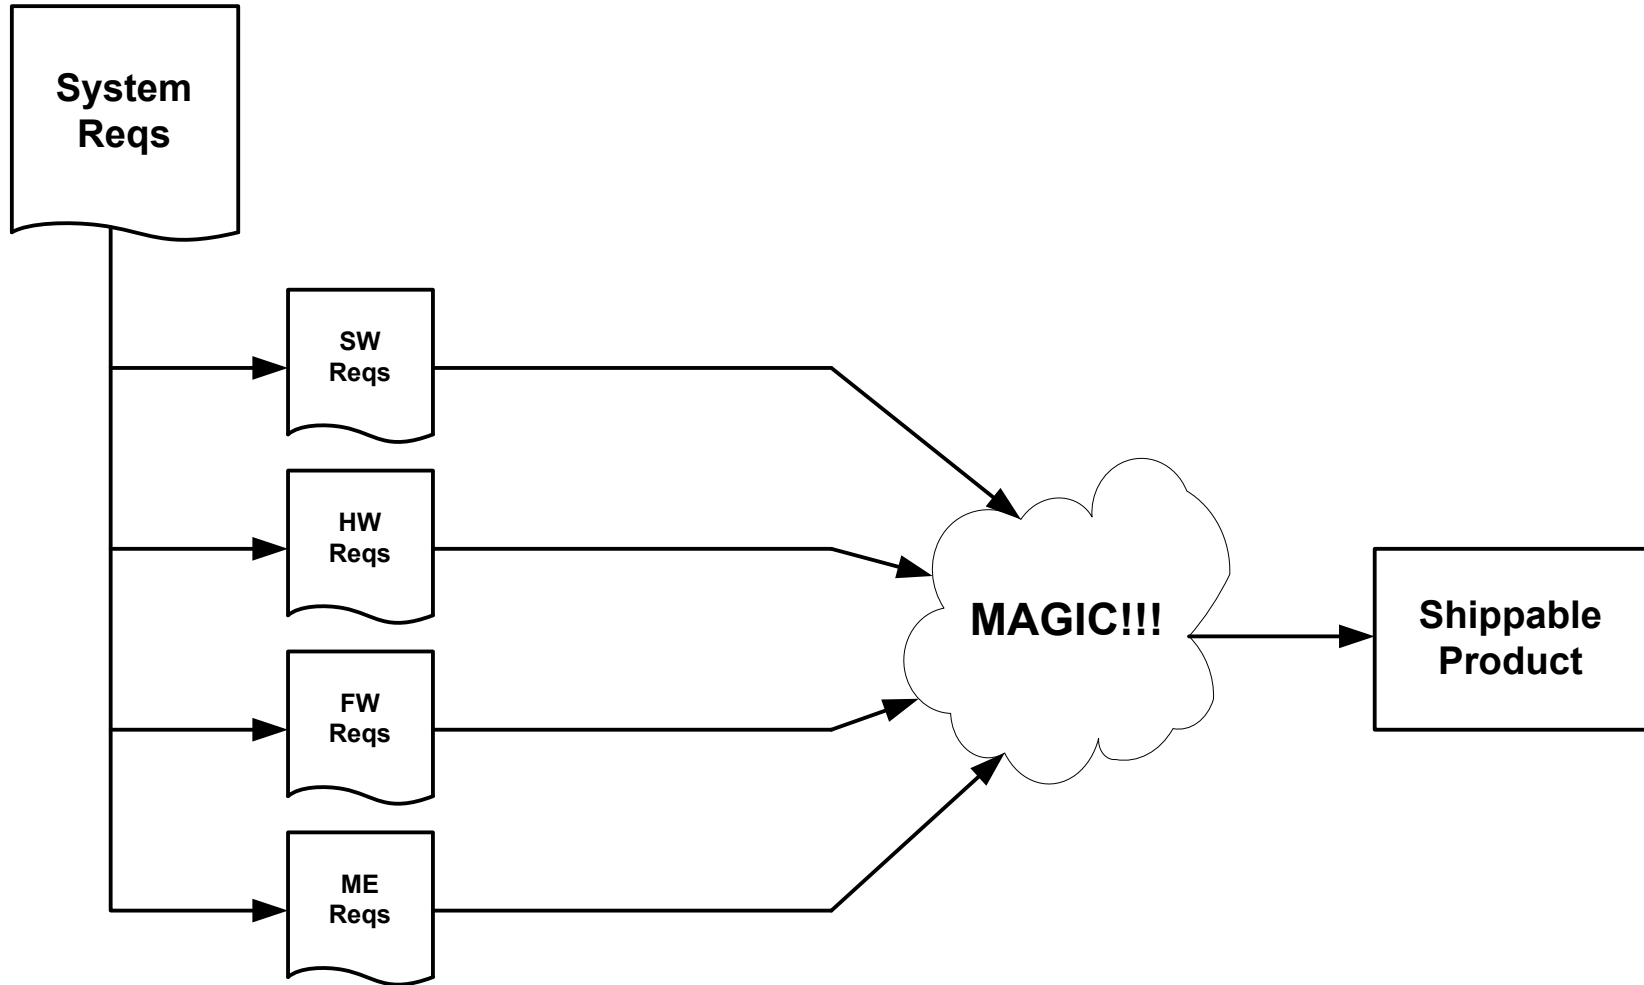 System
Reqs
SW
Reqs
HW
Reqs
FW
Reqs
ME
Reqs
MAGIC!!!
Shippable
Product